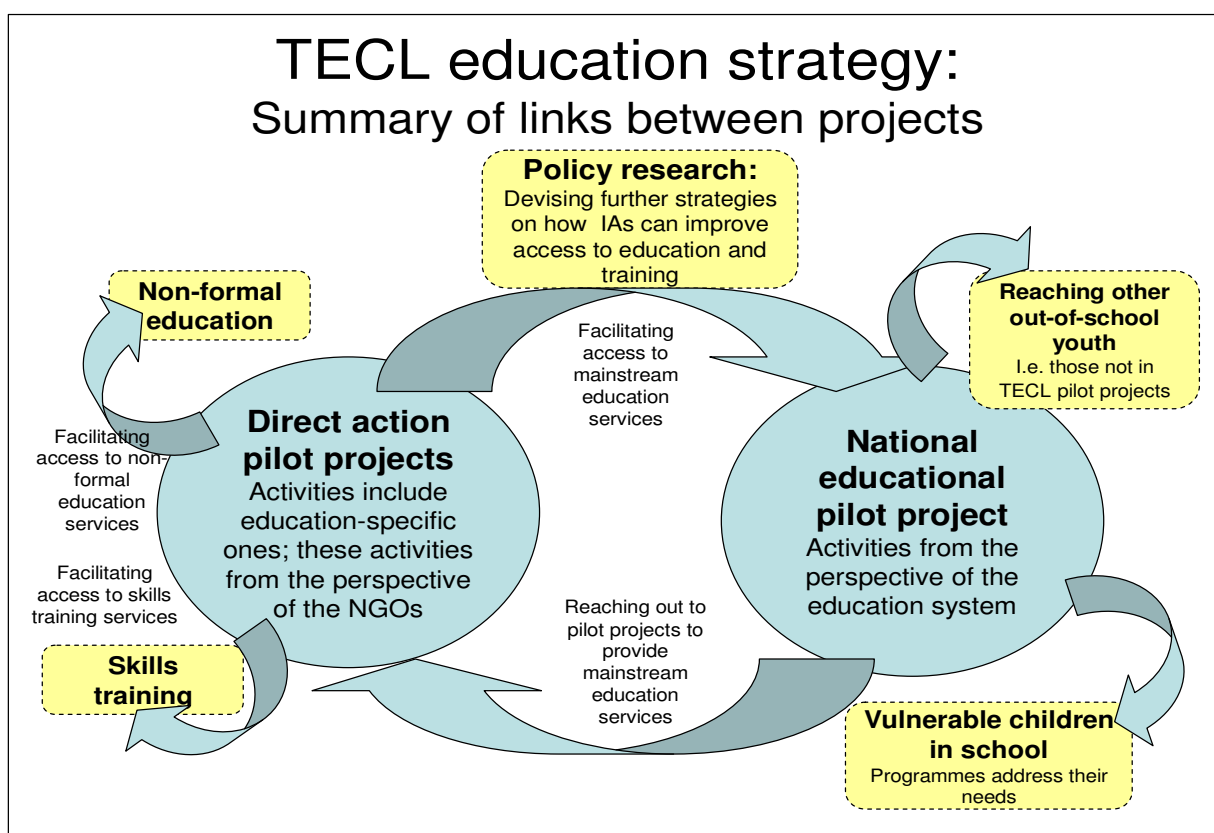 TECL education strategy:
Summary of links between projects
Policy research:
Devising further strategies
on how IAs can improve
access to education and
training
Non-formal
education
Reaching other
out-of-school
youth
I.e. those not in
TECL pilot projects
Facilitating
access to
mainstream
education
services
Direct action
pilot projects
Activities include
education-specific
ones; these activities
from the perspective
of the NGOs
National
educational
pilot project
Activities from the
perspective of the
education system
Facilitating
access to non-
formal
education
services
Facilitating
access to skills
training services
Reaching out to
pilot projects to
provide
mainstream
education
services
Skills
training
Vulnerable children
in school
Programmes address their
needs